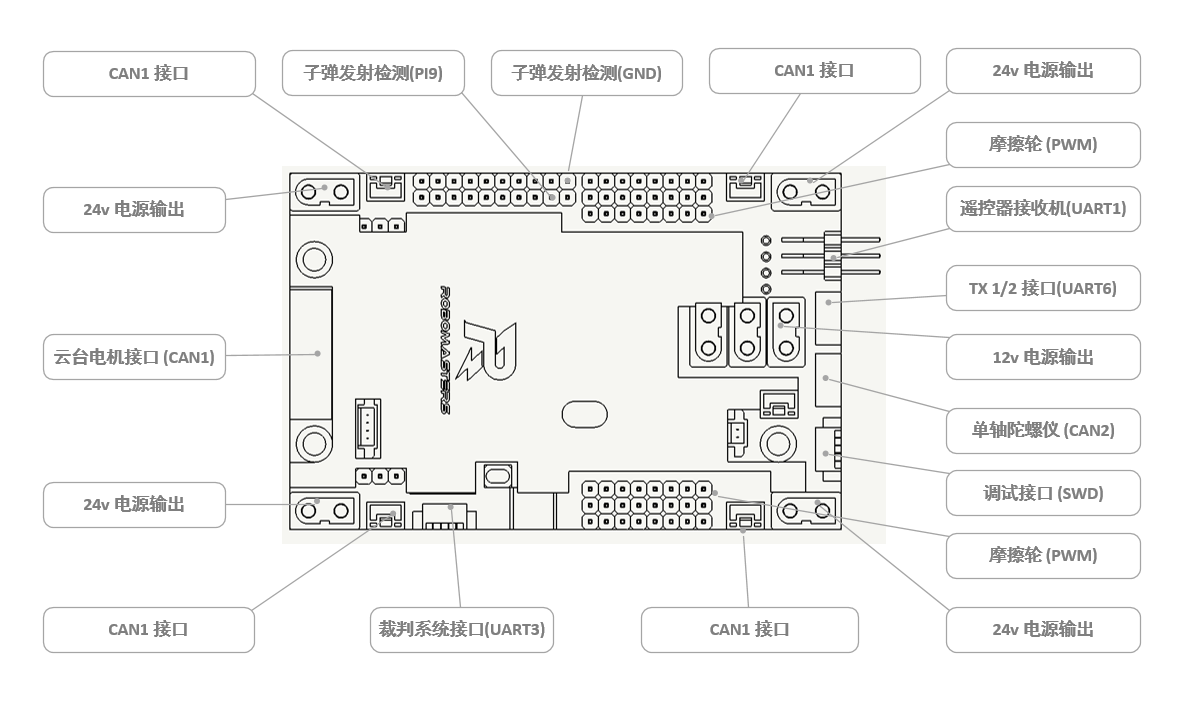 CAN1 接口
子弹发射检测(PI9)
子弹发射检测(GND)
CAN1 接口
24v 电源输出
摩擦轮 (PWM)
24v 电源输出
遥控器接收机(UART1)
TX 1/2 接口(UART6)
ROBOMASTERS
云台电机接口 (CAN1)
12v 电源输出
单轴陀螺仪 (CAN2)
24v 电源输出
调试接口 (SWD)
摩擦轮 (PWM)
CAN1 接口
裁判系统接口(UART3)
CAN1 接口
24v 电源输出